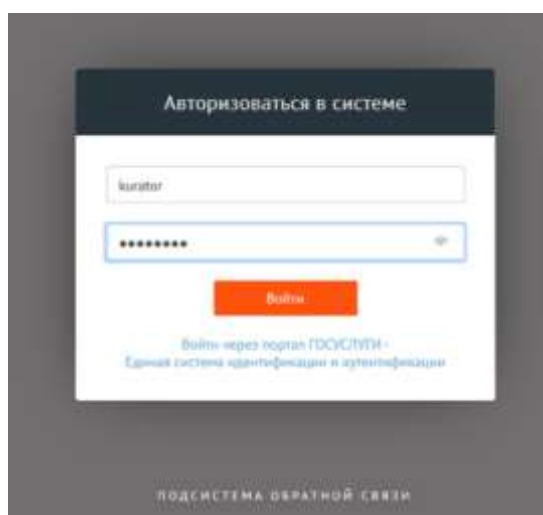 Авторизоваться в системе
kurator
••••••••
Войти
Войти через портал ГОСУСЛУГИ -
Единая система идентификации и аутентификации
ПОДСИСТЕМА ОБРАТНОЙ СВЯЗИ